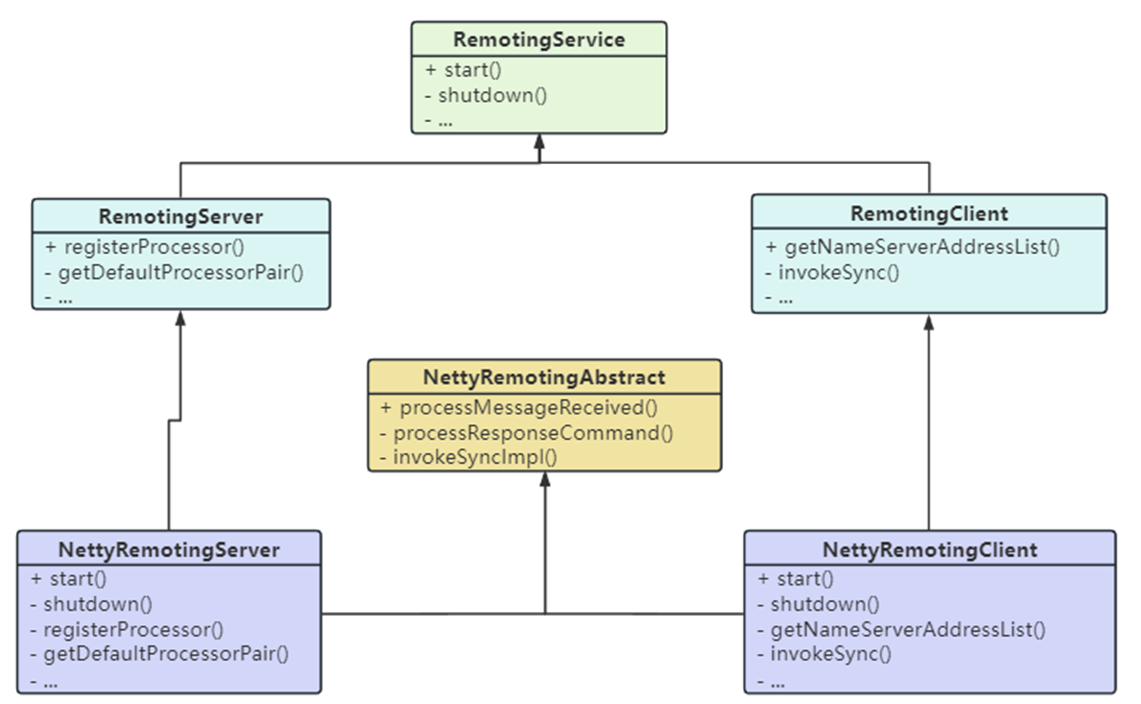 RemotingService
+ start()
- shutdown()
- ...
RemotingServer
+ registerProcessor()
- getDefaultProcessorPair()
- ...
RemotingClient
+ getNameServerAddressList()
- invokeSync()
- ...
NettyRemotingAbstract
+ processMessageReceived()
- processResponseCommand()
- invokeSyncImpl()
NettyRemotingServer
+ start()
- shutdown()
- registerProcessor()
- getDefaultProcessorPair()
- ...
NettyRemotingClient
+ start()
- shutdown()
- getNameServerAddressList()
- invokeSync()
- ...